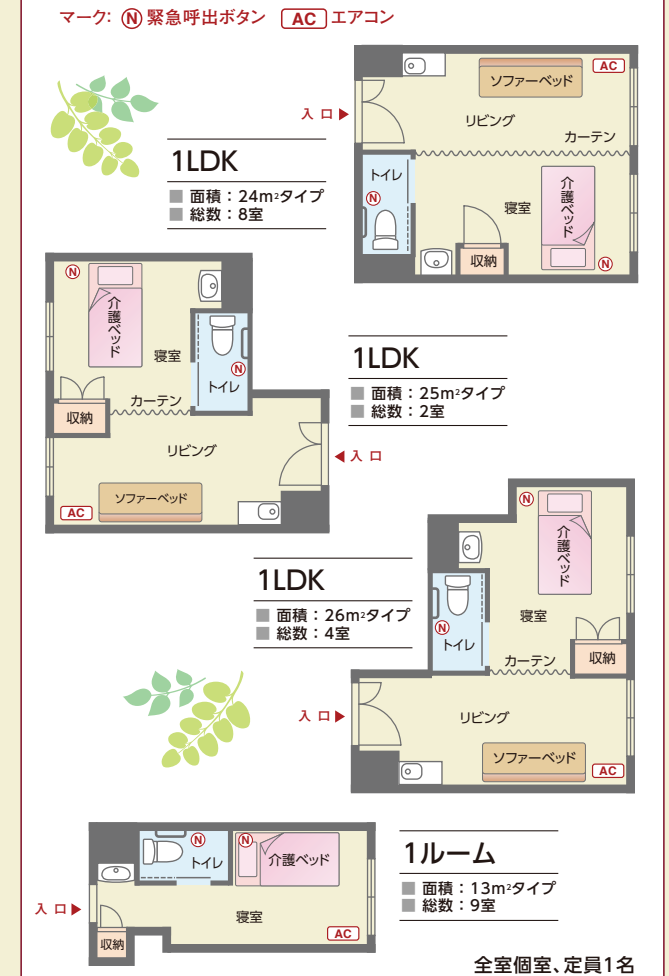 マーク: Ⓝ 緊急呼出ボタン AC エアコン
AC
ソファーベッド
入 口▶
リビング
カーテン
トイレ
N
寝室
介護ベッド
収納
N
1LDK
■ 面積：24m²タイプ
■ 総数：8室
N
介護ベッド
寝室
N
トイレ
カーテン
収納
リビング
◀入 口
ソファーベッド
AC
1LDK
■ 面積：25m²タイプ
■ 総数：2室
N
介護ベッド
寝室
N
トイレ
収納
カーテン
入 口▶
リビング
ソファーベッド
AC
1LDK
■ 面積：26m²タイプ
■ 総数：4室
N
トイレ
N
介護ベッド
入 口▶
寝室
AC
収納
1ルーム
■ 面積：13m²タイプ
■ 総数：9室
全室個室、定員1名